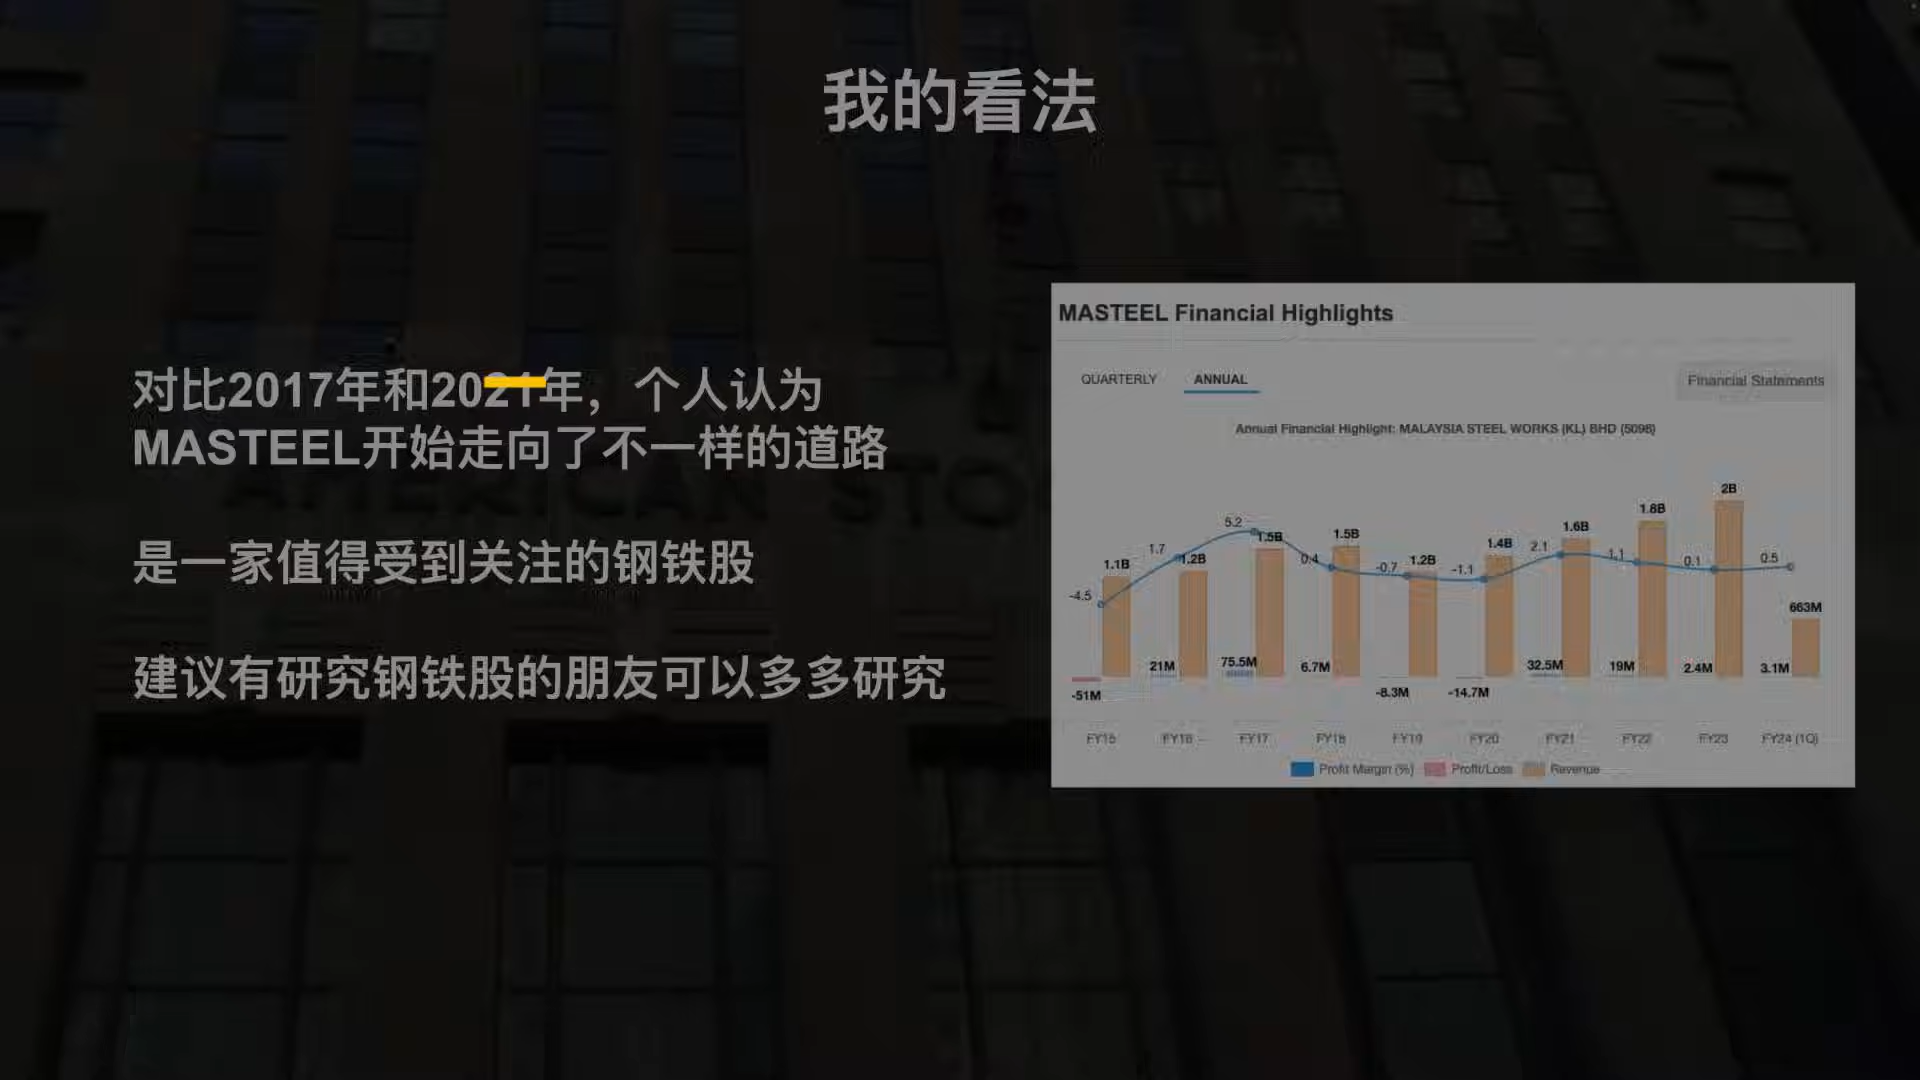 我的看法
对比2017年和2021年，个人认为
MASTEEL开始走向了不一样的道路
是一家值得受到关注的钢铁股
建议有研究钢铁股的朋友可以多多研究
MASTEEL Financial Highlights
QUARTERLY ANNUAL Financial Statements
Annual Financial Highlight: MALAYSIA STEEL WORKS (KL) BHD (5098)
-4.5 1.7 5.2 0.4 -0.7 -1.1 2.1 1.1 0.1 0.5
1.1B 1.2B 1.5B 1.5B 1.2B 1.4B 1.6B 1.8B 2B 663M
-51M 21M 75.5M 6.7M -8.3M -14.7M 32.5M 19M 2.4M 3.1M
FY15 FY16 FY17 FY18 FY19 FY20 FY21 FY22 FY23 FY24 (1Q)
Profit Margin (%) Profit/Loss Revenue
AMERICAN STO